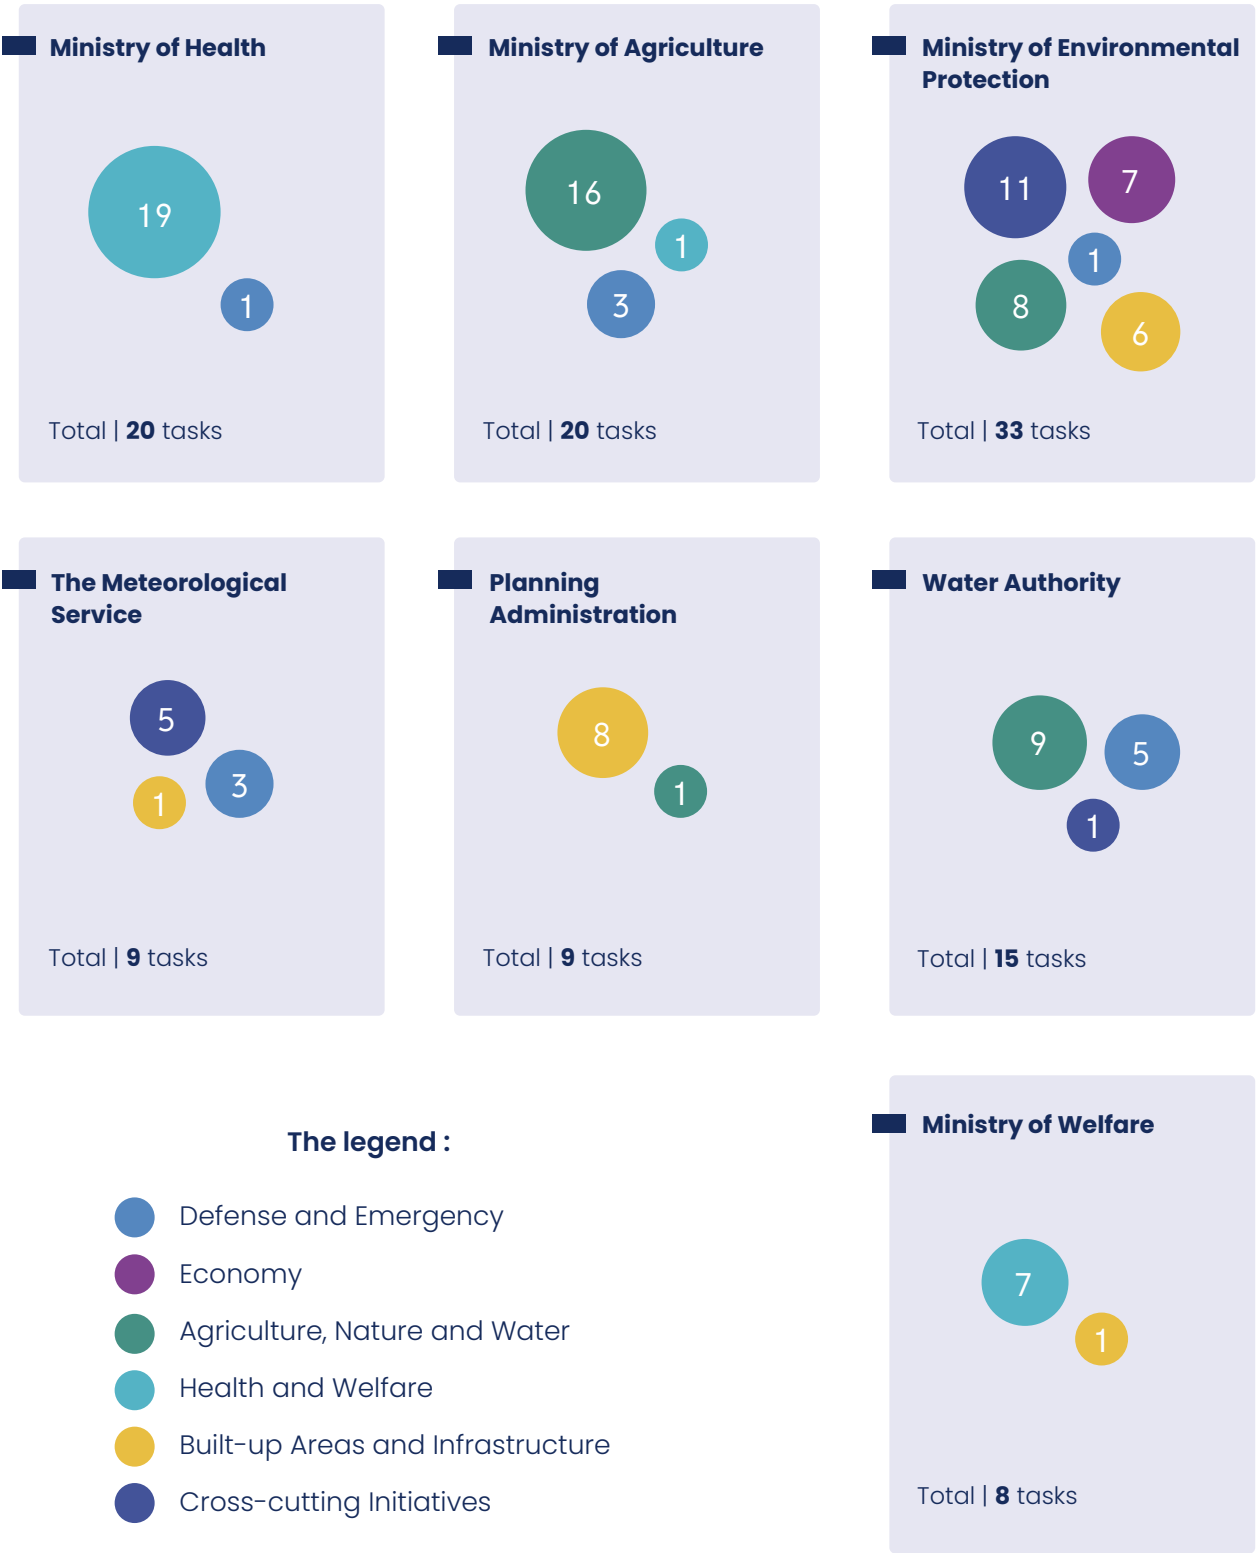 Ministry of Health
19
1
Total | 20 tasks
Ministry of Agriculture
16
1
3
Total | 20 tasks
Ministry of Environmental
Protection
11
7
1
8
6
Total | 33 tasks
The Meteorological
Service
5
3
1
Total | 9 tasks
Planning
Administration
8
1
Total | 9 tasks
Water Authority
9
5
1
Total | 15 tasks
The legend :
Defense and Emergency
Economy
Agriculture, Nature and Water
Health and Welfare
Built-up Areas and Infrastructure
Cross-cutting Initiatives
Ministry of Welfare
7
1
Total | 8 tasks